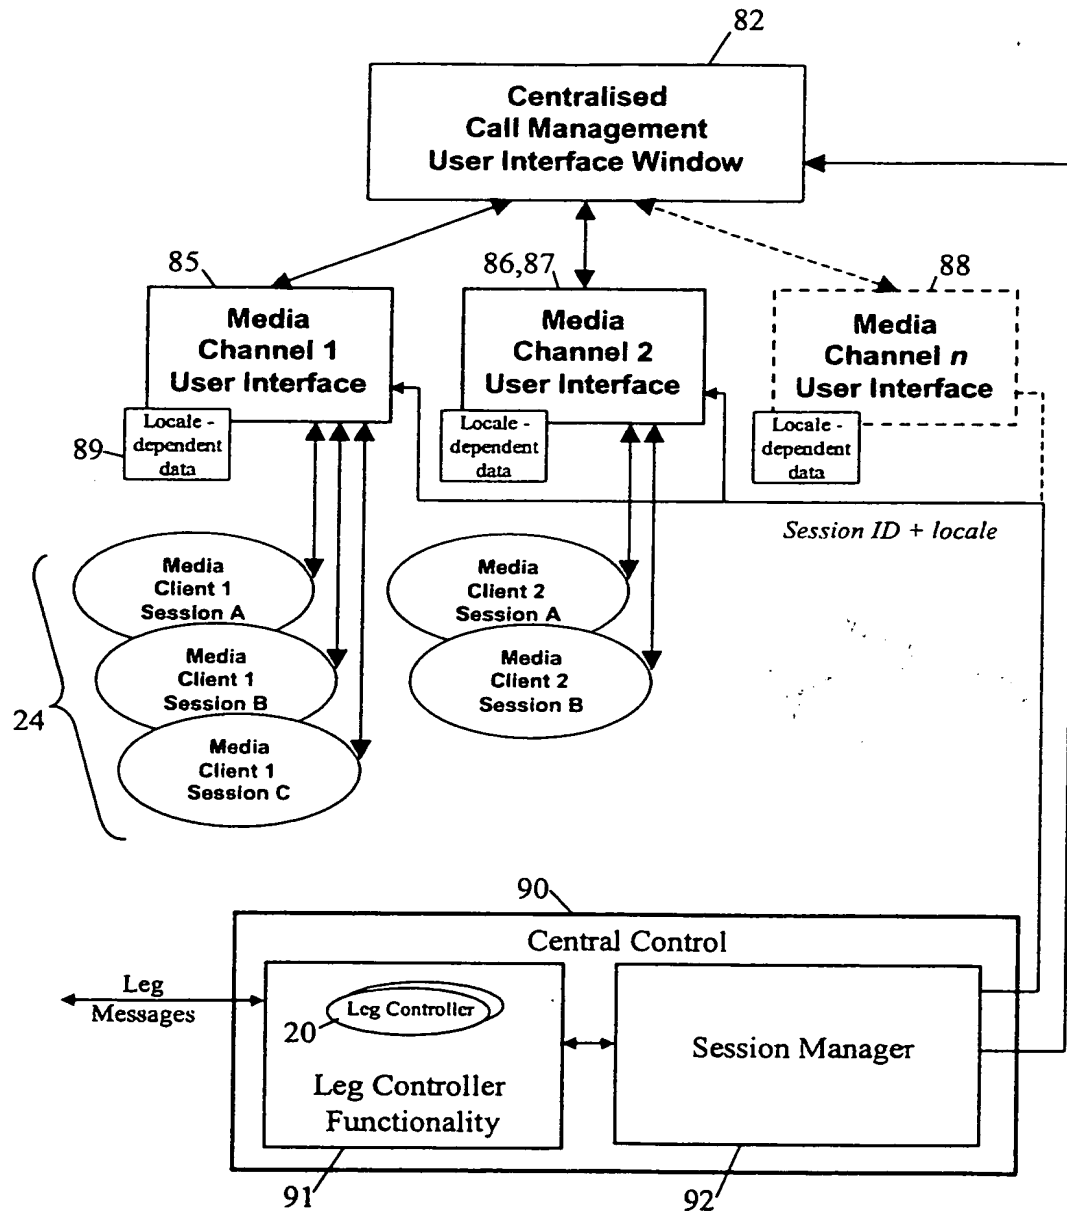 82
Centralised
Call Management
User Interface Window
85
86,87
88
Media
Channel 1
User Interface
Media
Channel 2
User Interface
Media
Channel n
User Interface
89
Locale -
dependent
data
Locale -
dependent
data
Locale -
dependent
data
Session ID + locale
24
Media
Client 1
Session A
Media
Client 1
Session B
Media
Client 1
Session C
Media
Client 2
Session A
Media
Client 2
Session B
90
Central Control
Leg
Messages
20
Leg Controller
Leg Controller
Functionality
Session Manager
91
92